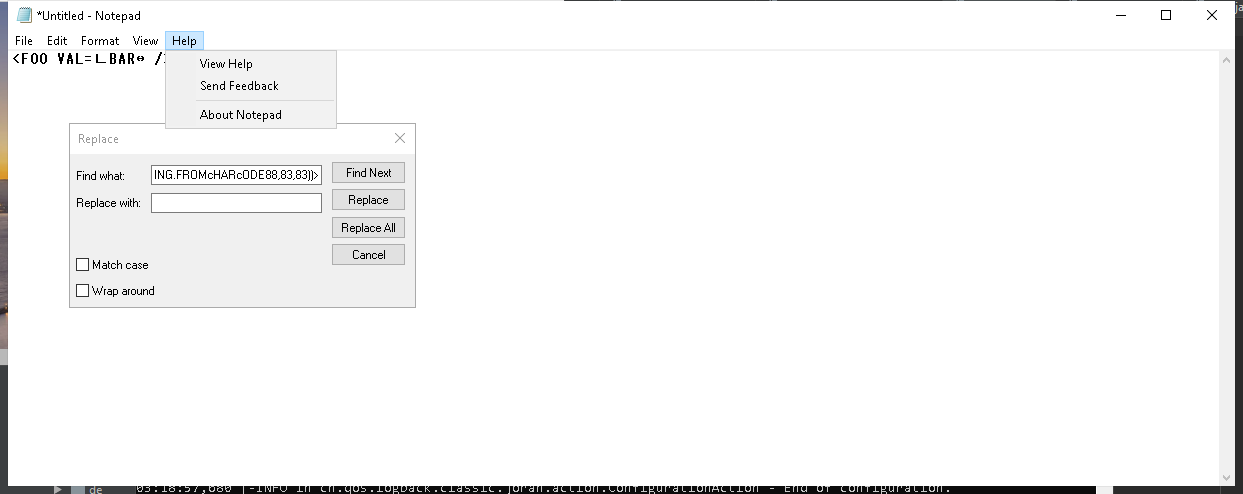 *Untitled - Notepad
File Edit Format View Help
<FOO VAL=∟BAR↔ /
View Help
Send Feedback
About Notepad
Replace
Find what: ING.FROMcHARcODE88,83,83))> Find Next
Replace with: Replace
Replace All
Cancel
Match case
Wrap around
de 03:18:57,680 |-INFO in ch.qos.logback.classic.joran.action.ConfigurationAction - End of configuration.